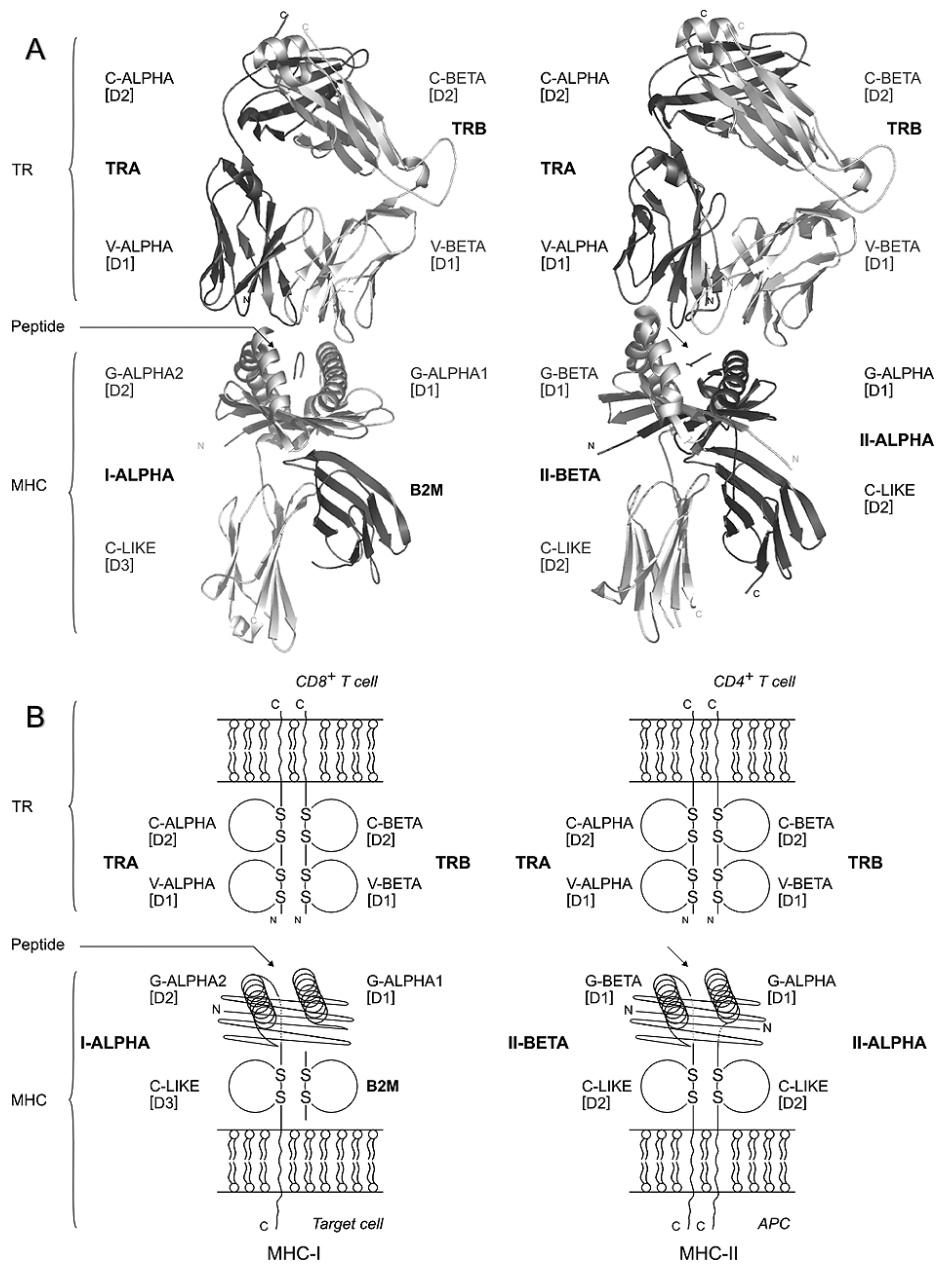 A
C
C
C-ALPHA
[D2]
C-BETA
[D2]
TRB
TR
TRA
V-ALPHA
[D1]
V-BETA
[D1]
N
N
C
C
C-ALPHA
[D2]
C-BETA
[D2]
TRB
TRA
V-ALPHA
[D1]
V-BETA
[D1]
N
N
Peptide
G-ALPHA2
[D2]
G-ALPHA1
[D1]
N
MHC
I-ALPHA
B2M
C-LIKE
[D3]
C
G-BETA
[D1]
G-ALPHA
[D1]
N
N
II-ALPHA
II-BETA
C-LIKE
[D2]
C-LIKE
[D2]
C
C
B
CD8+ T cell
C C
TR
C-ALPHA
[D2]
S S
S S
C-BETA
[D2]
TRA
TRB
V-ALPHA
[D1]
S S
S S
V-BETA
[D1]
N N
CD4+ T cell
C C
C-ALPHA
[D2]
S S
S S
C-BETA
[D2]
TRA
TRB
V-ALPHA
[D1]
S S
S S
V-BETA
[D1]
N N
Peptide
G-ALPHA2
[D2]
G-ALPHA1
[D1]
N
I-ALPHA
MHC
C-LIKE
[D3]
S S
S S
B2M
C
Target cell
MHC-I
G-BETA
[D1]
G-ALPHA
[D1]
N
N
II-BETA
II-ALPHA
C-LIKE
[D2]
S S
S S
C-LIKE
[D2]
C C
APC
MHC-II